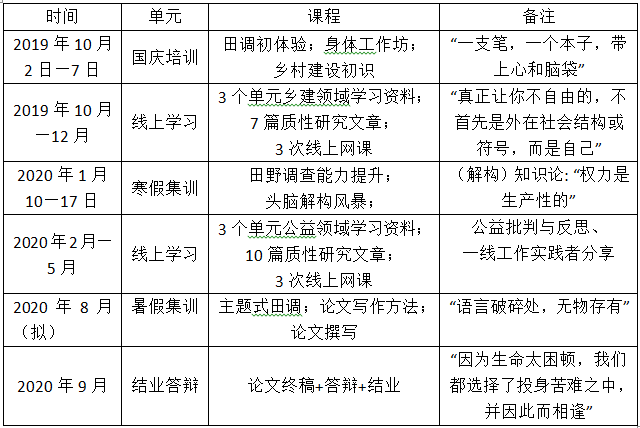 时间 单元 课程 备注
2019 年 10 月 2 日—7 日 国庆培训 田调初体验；身体工作坊； 乡村建设初识 “一支笔，一个本子，带上心和脑袋”
2019 年 10 月—12 月 线上学习 3 个单元乡建领域学习资料； 7 篇质性研究文章； 3 次线上网课 “真正让你不自由的，不首先是外在社会结构或符号，而是自己”
2020 年 1 月 10—17 日 寒假集训 田野调查能力提升； 头脑解构风暴； （解构）知识论: “权力是生产性的”
2020 年 2 月—5 月 线上学习 3 个单元公益领域学习资料； 10 篇质性研究文章； 3 次线上网课 公益批判与反思、 一线工作实践者分享
2020 年 8 月（拟） 暑假集训 主题式田调；论文写作方法； 论文撰写 “语言破碎处，无物存有”
2020 年 9 月 结业答辩 论文终稿+答辩+结业 “因为生命太困顿，我们都选择了投身苦难之中，并因此而相逢”